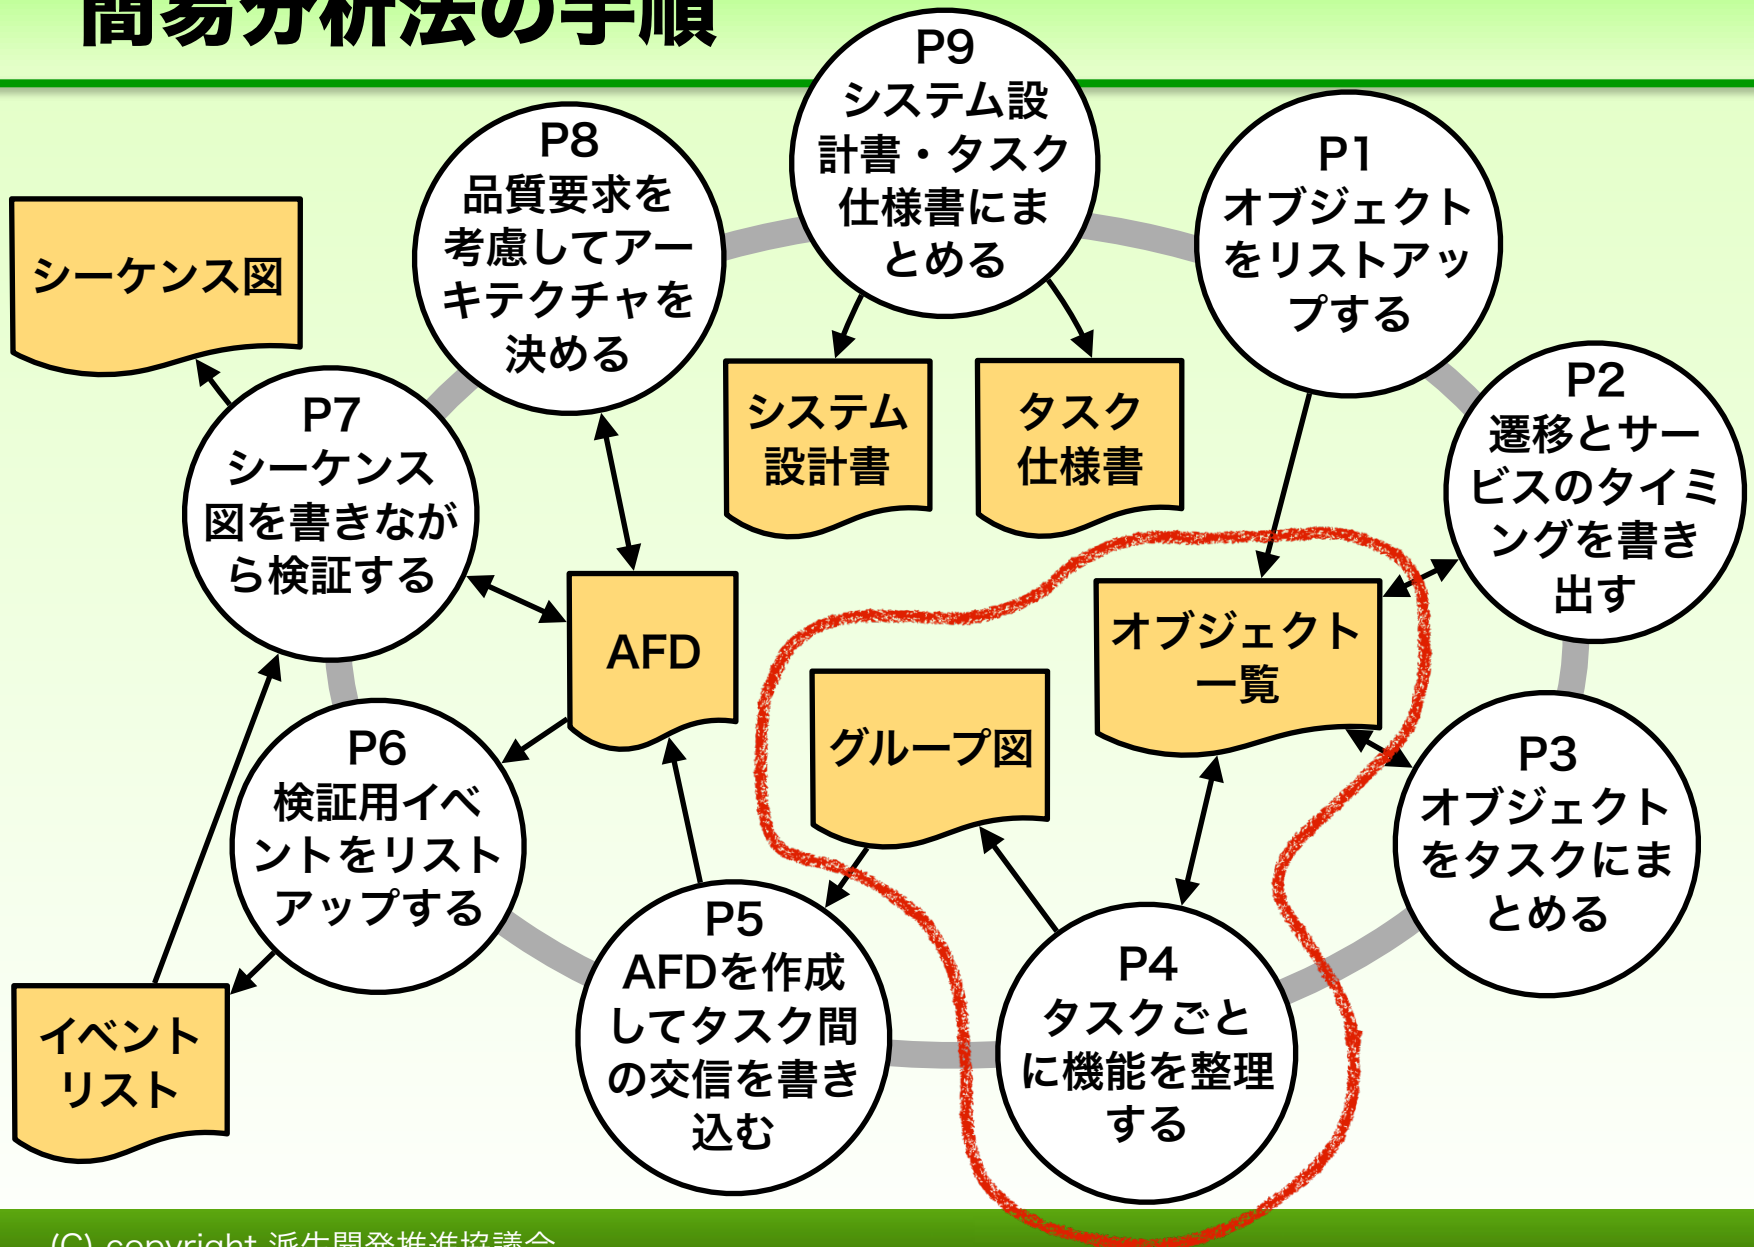 簡易分析法の手順
P9
システム設
計書・タスク
仕様書にま
とめる
P8
品質要求を
考慮してアー
キテクチャを
決める
P1
オブジェクト
をリストアッ
プする
シーケンス図
P7
シーケンス
図を書きなが
ら検証する
システム
設計書
タスク
仕様書
P2
遷移とサー
ビスのタイミ
ングを書き
出す
AFD
オブジェクト
一覧
グループ図
P6
検証用イベ
ントをリスト
アップする
P3
オブジェクト
をタスクにま
とめる
P5
AFDを作成
してタスク間
の交信を書き
込む
P4
タスクごと
に機能を整理
する
イベント
リスト
(C) copyright 派生開発推進協議会